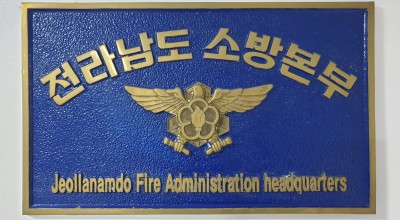 전라남도 소방본부
Jeollanamdo Fire Administration headquarters